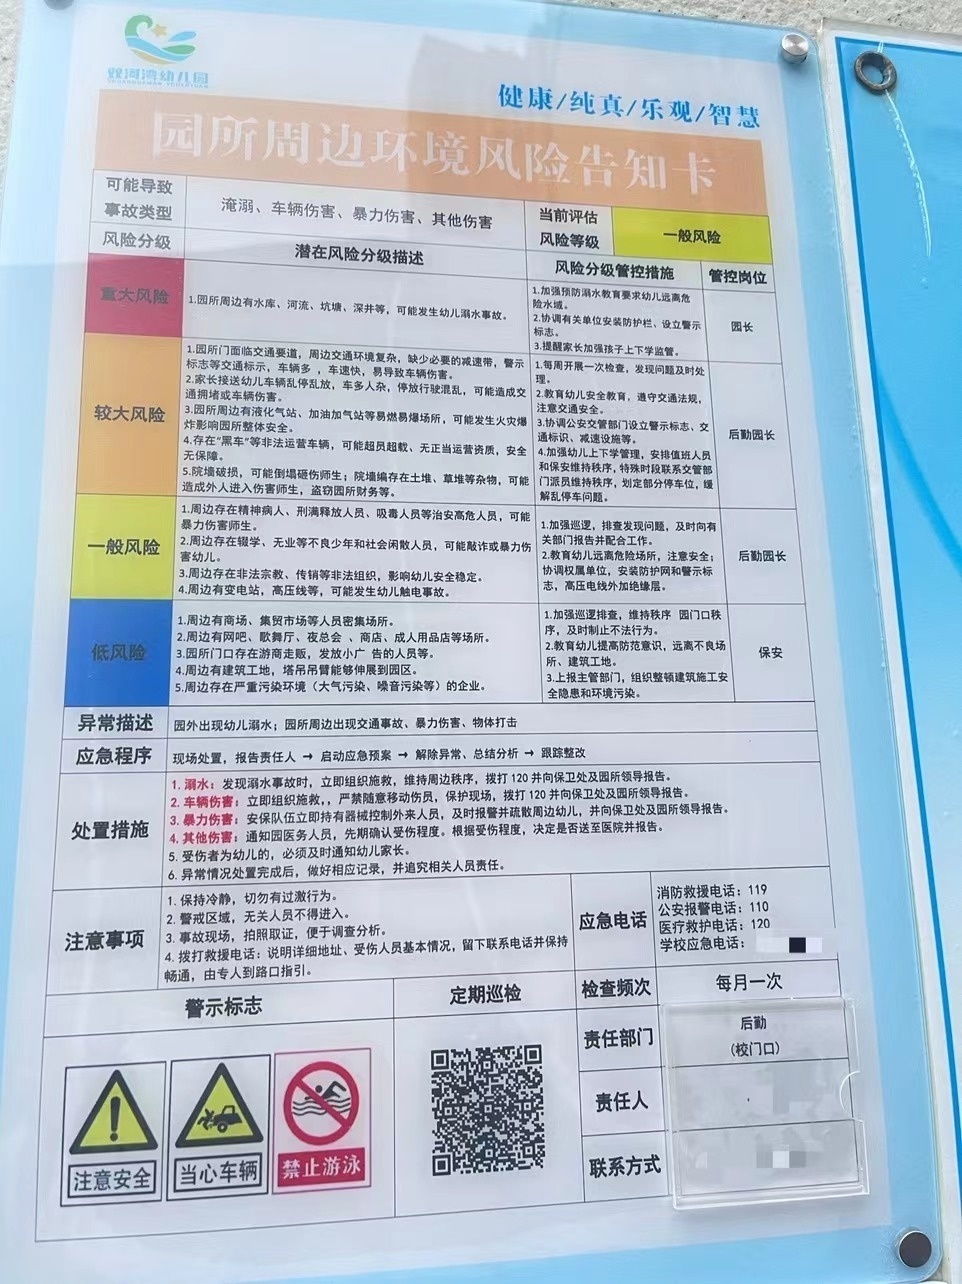 双河湾幼儿园
健康/纯真/乐观/智慧
园所周边环境风险告知卡
可能导致
事故类型
淹溺、车辆伤害、暴力伤害、其他伤害
当前评估
风险等级
一般风险
风险分级
潜在风险分级描述
风险分级管控措施
管控岗位
重大风险
1.园所周边有水库、河流、坑塘、深井等，可能发生幼儿溺水事故。
1.加强预防溺水教育要求幼儿远离危
险水域。
2.协调有关单位安装防护栏、设立警示
标志。
3.提醒家长加强孩子上下学监管。
园长
较大风险
1.园所门面临交通要道，周边交通环境复杂，缺少必要的减速带，警示
标志等交通标示，车辆多 ，车速快，易导致车辆伤害。
2.家长接送幼儿车辆乱停乱放，车多人杂，停放行驶混乱，可能造成交
通拥堵或车辆伤害。
3.园所周边有液化气站、加油加气站等易燃易爆场所，可能发生火灾爆
炸影响园所整体安全。
4.存在“黑车”等非法运营车辆，可能超员超载、无正当运营资质，安全
无保障。
5.院墙破损，可能倒塌砸伤师生；院墙编存在土堆、草堆等杂物，可能
造成外人进入伤害师生，盗窃园所财务等。
1.每周开展一次检查，发现问题及时处
理。
2.教育幼儿安全教育，遵守交通法规，
注意交通安全。
3.协调公安交管部门设立警示标志、交
通标识、减速设施等。
4.加强幼儿上下学管理，安排值班人员
和保安维持秩序，特殊时段联系交管部
门派员维持秩序，划定部分停车位，缓
解乱停车问题。
后勤园长
一般风险
1.周边存在精神病人、刑满释放人员、吸毒人员等治安高危人员，可能
暴力伤害师生。
2.周边存在辍学、无业等不良少年和社会闲散人员，可能敲诈或暴力伤
害幼儿。
3.周边存在非法宗教、传销等非法组织，影响幼儿安全稳定。
4.周边有变电站，高压线等，可能发生幼儿触电事故。
1.加强巡逻，排查发现问题，及时向有
关部门报告并配合工作。
2.教育幼儿远离危险场所，注意安全；
协调权属单位，安装防护网和警示标
志，高压电线外加绝缘层。
后勤园长
低风险
1.周边有商场、集贸市场等人员密集场所。
2.周边有网吧、歌舞厅、夜总会 、商店、成人用品店等场所。
3.园所门口存在游商走贩，发放小广 告的人员等。
4.周边有建筑工地，塔吊吊臂能够伸展到园区。
5.周边存在严重污染环境（大气污染、噪音污染等）的企业。
1.加强巡逻排查，维持秩序 园门口秩
序，及时制止不法行为。
2.教育幼儿提高防范意识，远离不良场
所、建筑工地。
3.上报主管部门，组织整顿建筑施工安
全隐患和环境污染。
保安
异常描述
园外出现幼儿溺水；园所周边出现交通事故、暴力伤害、物体打击
应急程序
现场处置，报告责任人 → 启动应急预案 → 解除异常、总结分析 → 跟踪整改
处置措施
1. 溺水：发现溺水事故时，立即组织施救，维持周边秩序，拨打 120 并向保卫处及园所领导报告。
2. 车辆伤害：立即组织施救，，严禁随意移动伤员，保护现场，拨打 120 并向保卫处及园所领导报告。
3. 暴力伤害：安保队伍立即持有器械控制外来人员，及时报警并疏散周边幼儿，并向保卫处及园所领导报告。
4. 其他伤害：通知园医务人员，先期确认受伤程度。根据受伤程度，决定是否送至医院并报告。
5. 受伤者为幼儿的，必须及时通知幼儿家长。
6. 异常情况处置完成后，做好相应记录，并追究相关人员责任。
注意事项
1. 保持冷静，切勿有过激行为。
2. 警戒区域，无关人员不得进入。
3. 事故现场，拍照取证，便于调查分析。
4. 拨打救援电话：说明详细地址、受伤人员基本情况，留下联系电话并保持
畅通，由专人到路口指引。
应急电话
消防救援电话：119
公安报警电话：110
医疗救护电话：120
学校应急电话：
警示标志
定期巡检
检查频次
每月一次
责任部门
后勤
(校门口)
责任人
联系方式
注意安全
当心车辆
禁止游泳